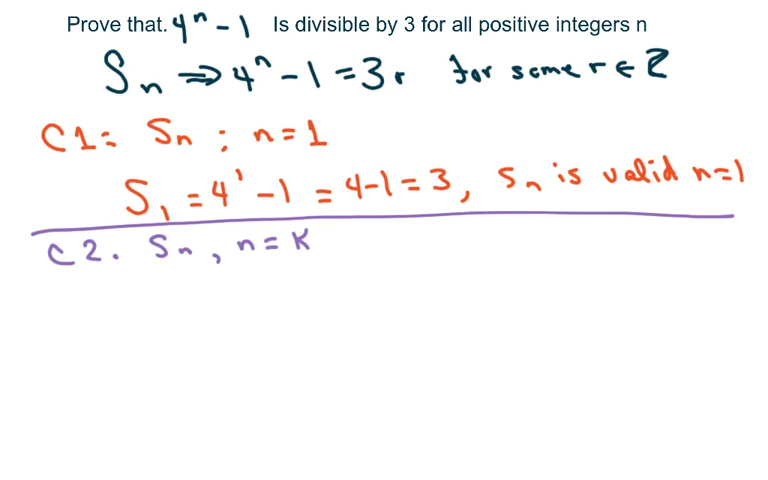 Prove that. 4ⁿ - 1 Is divisible by 3 for all positive integers n
Sn ⇒ 4ⁿ - 1 = 3r for some r ∈ Z
C1: Sn ; n = 1
S₁ = 4¹ - 1 = 4 - 1 = 3, Sn is valid n = 1
C2. Sn, n = K